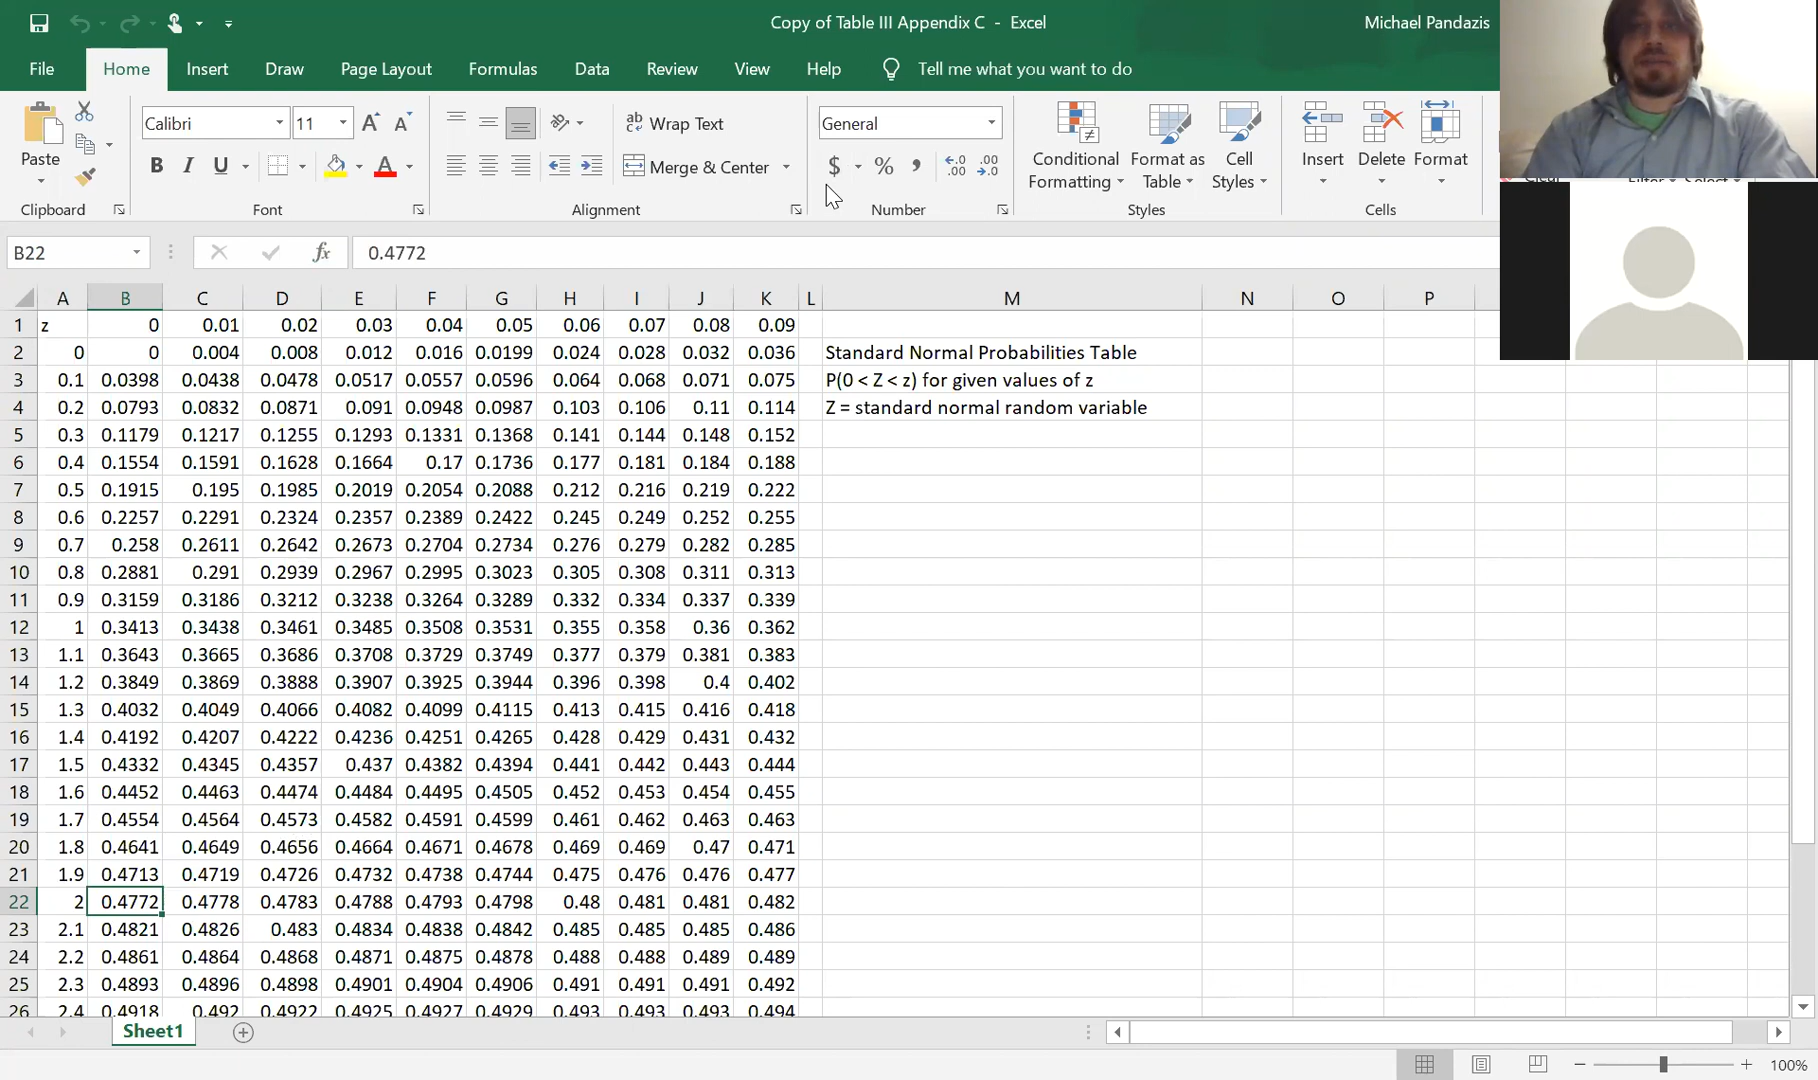 Copy of Table III Appendix C - Excel
Michael Pandazis
File Home Insert Draw Page Layout Formulas Data Review View Help Tell me what you want to do
Paste
Clipboard
Calibri 11
B I U A
Font
ab Wrap Text
Merge & Center
Alignment
General
$ % ,
Number
Conditional Formatting
Format as Table
Cell Styles
Styles
Insert Delete Format
Cells
B22 fx 0.4772
A B C D E F G H I J K L M N O P
1 z 0 0.01 0.02 0.03 0.04 0.05 0.06 0.07 0.08 0.09
2 0 0 0.004 0.008 0.012 0.016 0.0199 0.024 0.028 0.032 0.036 Standard Normal Probabilities Table
3 0.1 0.0398 0.0438 0.0478 0.0517 0.0557 0.0596 0.064 0.068 0.071 0.075 P(0 < Z < z) for given values of z
4 0.2 0.0793 0.0832 0.0871 0.091 0.0948 0.0987 0.103 0.106 0.11 0.114 Z = standard normal random variable
5 0.3 0.1179 0.1217 0.1255 0.1293 0.1331 0.1368 0.141 0.144 0.148 0.152
6 0.4 0.1554 0.1591 0.1628 0.1664 0.17 0.1736 0.177 0.181 0.184 0.188
7 0.5 0.1915 0.195 0.1985 0.2019 0.2054 0.2088 0.212 0.216 0.219 0.222
8 0.6 0.2257 0.2291 0.2324 0.2357 0.2389 0.2422 0.245 0.249 0.252 0.255
9 0.7 0.258 0.2611 0.2642 0.2673 0.2704 0.2734 0.276 0.279 0.282 0.285
10 0.8 0.2881 0.291 0.2939 0.2967 0.2995 0.3023 0.305 0.308 0.311 0.313
11 0.9 0.3159 0.3186 0.3212 0.3238 0.3264 0.3289 0.332 0.334 0.337 0.339
12 1 0.3413 0.3438 0.3461 0.3485 0.3508 0.3531 0.355 0.358 0.36 0.362
13 1.1 0.3643 0.3665 0.3686 0.3708 0.3729 0.3749 0.377 0.379 0.381 0.383
14 1.2 0.3849 0.3869 0.3888 0.3907 0.3925 0.3944 0.396 0.398 0.4 0.402
15 1.3 0.4032 0.4049 0.4066 0.4082 0.4099 0.4115 0.413 0.415 0.416 0.418
16 1.4 0.4192 0.4207 0.4222 0.4236 0.4251 0.4265 0.428 0.429 0.431 0.432
17 1.5 0.4332 0.4345 0.4357 0.437 0.4382 0.4394 0.441 0.442 0.443 0.444
18 1.6 0.4452 0.4463 0.4474 0.4484 0.4495 0.4505 0.452 0.453 0.454 0.455
19 1.7 0.4554 0.4564 0.4573 0.4582 0.4591 0.4599 0.461 0.462 0.463 0.463
20 1.8 0.4641 0.4649 0.4656 0.4664 0.4671 0.4678 0.469 0.469 0.47 0.471
21 1.9 0.4713 0.4719 0.4726 0.4732 0.4738 0.4744 0.475 0.476 0.476 0.477
22 2 0.4772 0.4778 0.4783 0.4788 0.4793 0.4798 0.48 0.481 0.481 0.482
23 2.1 0.4821 0.4826 0.483 0.4834 0.4838 0.4842 0.485 0.485 0.485 0.486
24 2.2 0.4861 0.4864 0.4868 0.4871 0.4875 0.4878 0.488 0.488 0.489 0.489
25 2.3 0.4893 0.4896 0.4898 0.4901 0.4904 0.4906 0.491 0.491 0.491 0.492
26 2.4 0.4918 0.492 0.4922 0.4925 0.4927 0.4929 0.493 0.493 0.493 0.494
Sheet1
100%